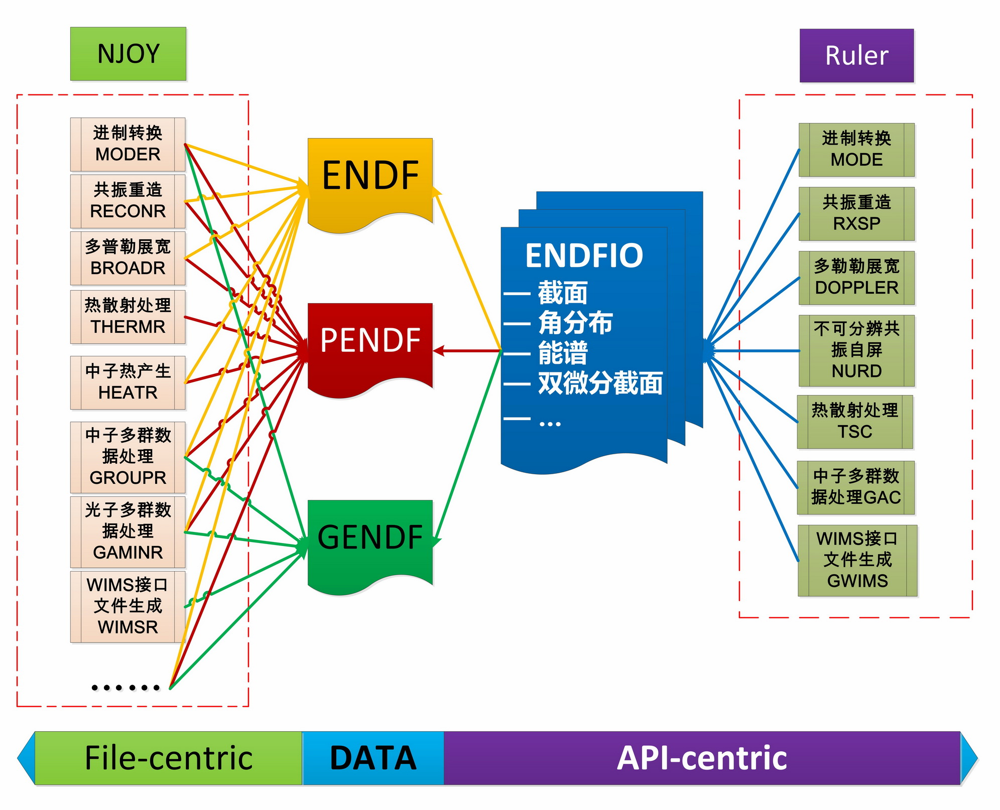 NJOY
进制转换
MODER
共振重造
RECONR
多普勒展宽
BROADR
热散射处理
THERMR
中子热产生
HEATR
中子多群数
据处理
GROUPR
光子多群数
据处理
GAMINR
WIMS接口
文件生成
WIMSR
……
ENDF
PENDF
GENDF
ENDFIO
— 截面
— 角分布
— 能谱
— 双微分截面
— ...
Ruler
进制转换
MODE
共振重造
RXSP
多勒勒展宽
DOPPLER
不可分辨共
振自屏
NURD
热散射处理
TSC
中子多群数
据处理GAC
WIMS接口
文件生成
GWIMS
File-centric
DATA
API-centric